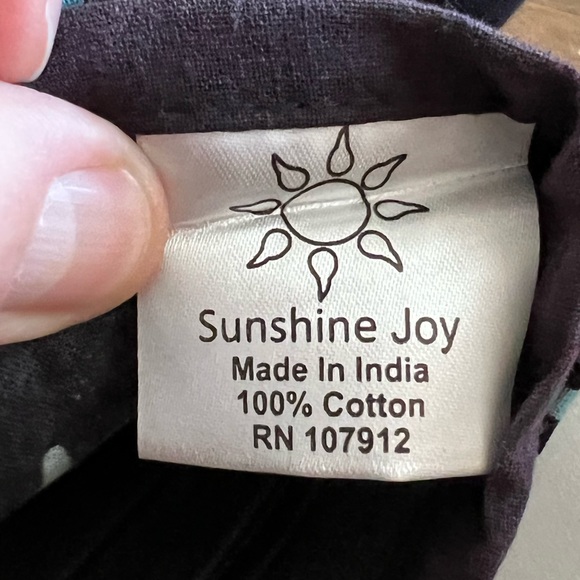 Sunshine Joy
Made In India
100% Cotton
RN 107912